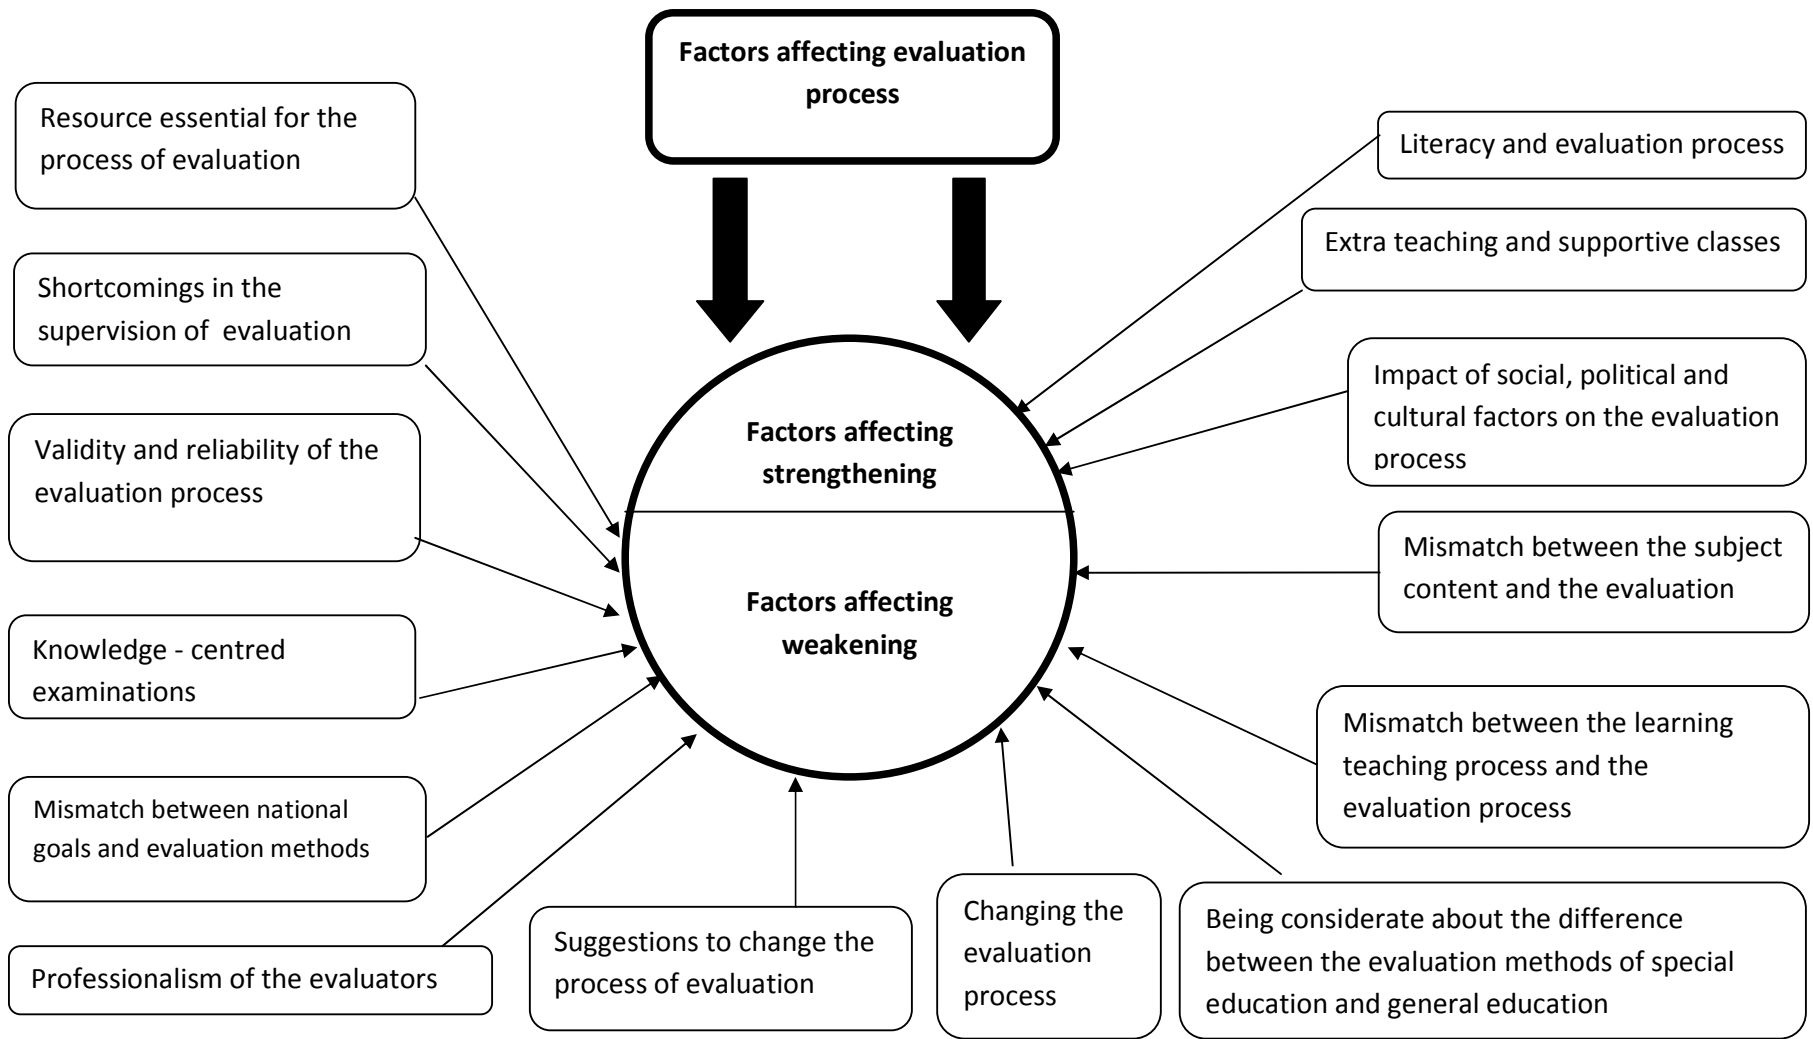 Factors affecting evaluation
process
Resource essential for the
process of evaluation
Shortcomings in the
supervision of evaluation
Validity and reliability of the
evaluation process
Knowledge - centred
examinations
Mismatch between national
goals and evaluation methods
Professionalism of the evaluators
Factors affecting
strengthening
Factors affecting
weakening
Suggestions to change the
process of evaluation
Changing the
evaluation
process
Literacy and evaluation process
Extra teaching and supportive classes
Impact of social, political and
cultural factors on the evaluation
process
Mismatch between the subject
content and the evaluation
Mismatch between the learning
teaching process and the
evaluation process
Being considerate about the difference
between the evaluation methods of special
education and general education